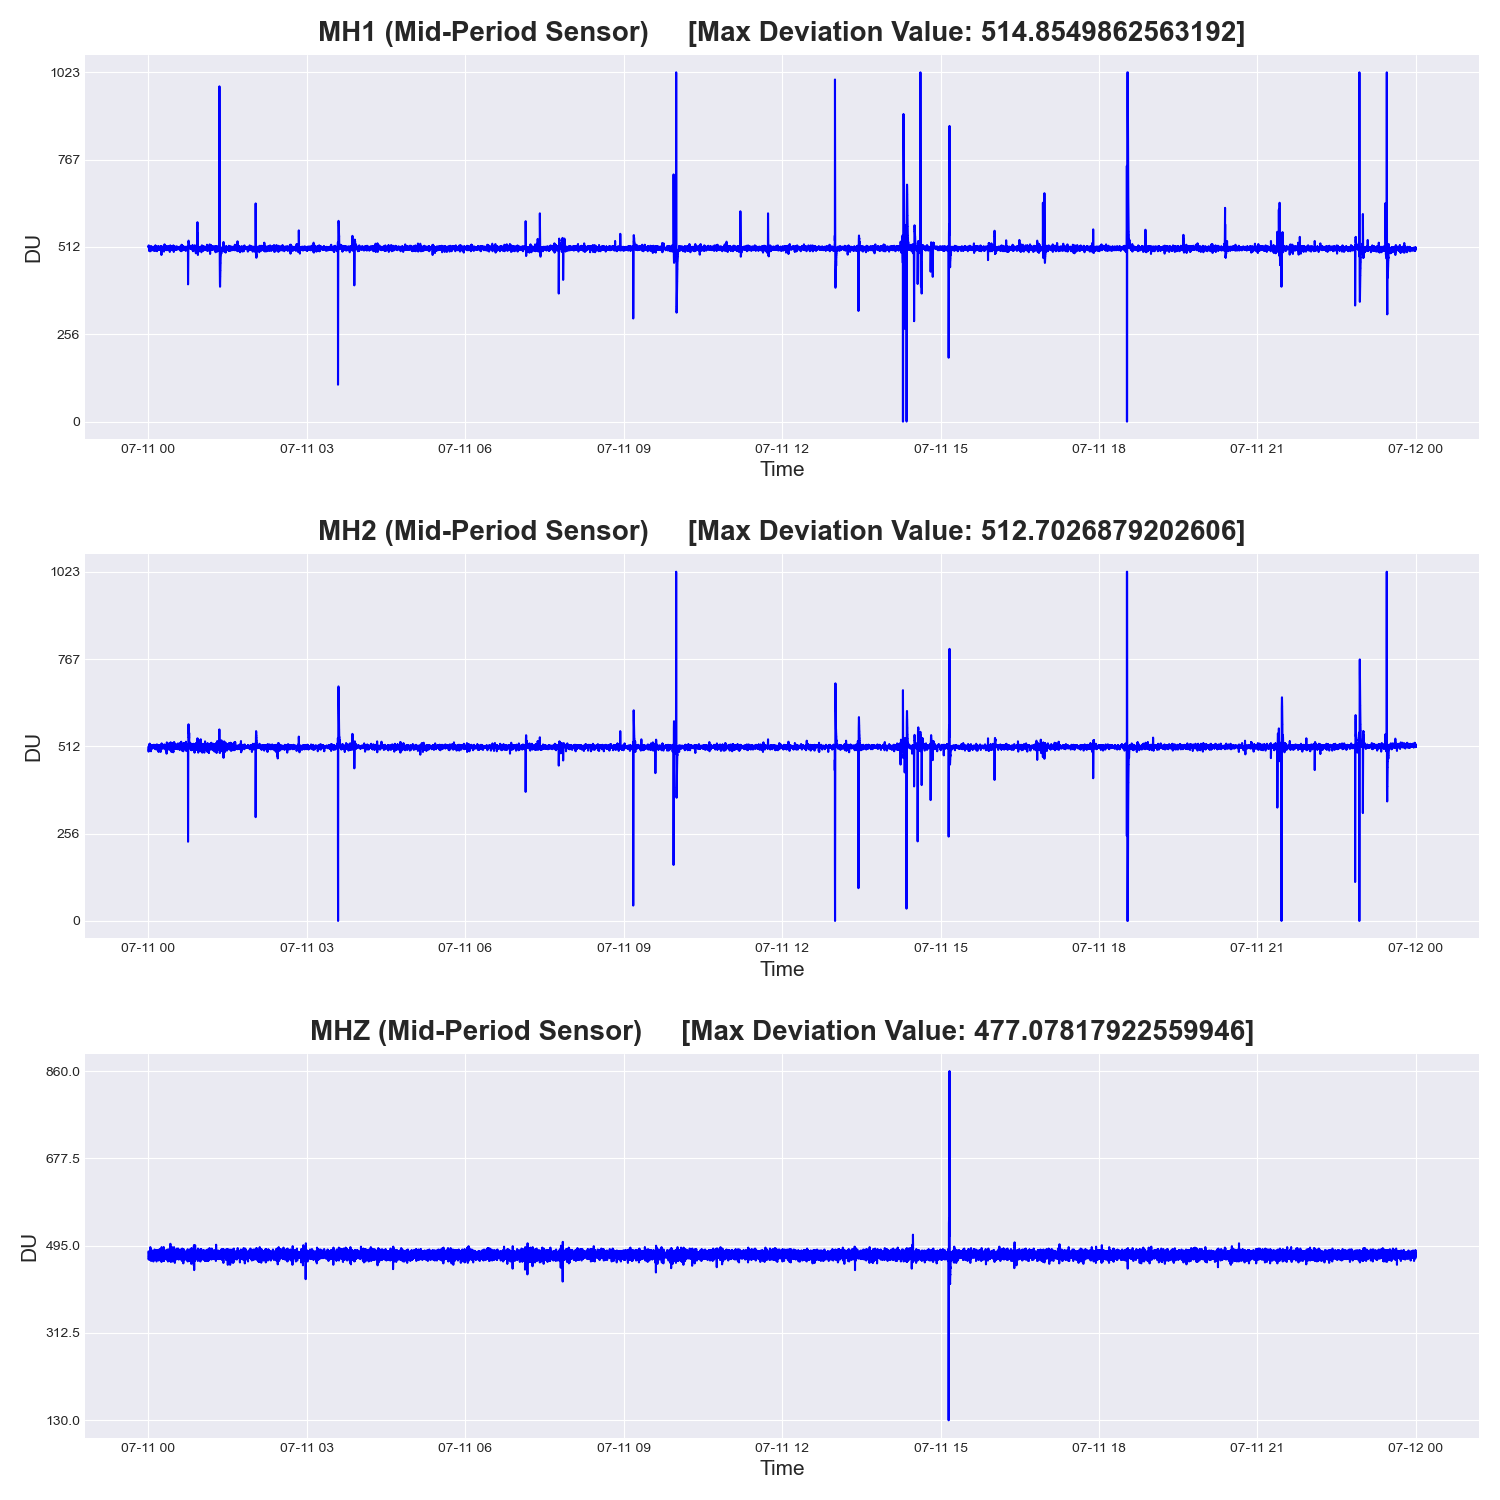 MH1 (Mid-Period Sensor) [Max Deviation Value: 514.8549862563192]
1023
767
512
256
0
DU
07-11 00 07-11 03 07-11 06 07-11 09 07-11 12 07-11 15 07-11 18 07-11 21 07-12 00
Time
MH2 (Mid-Period Sensor) [Max Deviation Value: 512.7026879202606]
1023
767
512
256
0
DU
07-11 00 07-11 03 07-11 06 07-11 09 07-11 12 07-11 15 07-11 18 07-11 21 07-12 00
Time
MHZ (Mid-Period Sensor) [Max Deviation Value: 477.07817922559946]
860.0
677.5
495.0
312.5
130.0
DU
07-11 00 07-11 03 07-11 06 07-11 09 07-11 12 07-11 15 07-11 18 07-11 21 07-12 00
Time